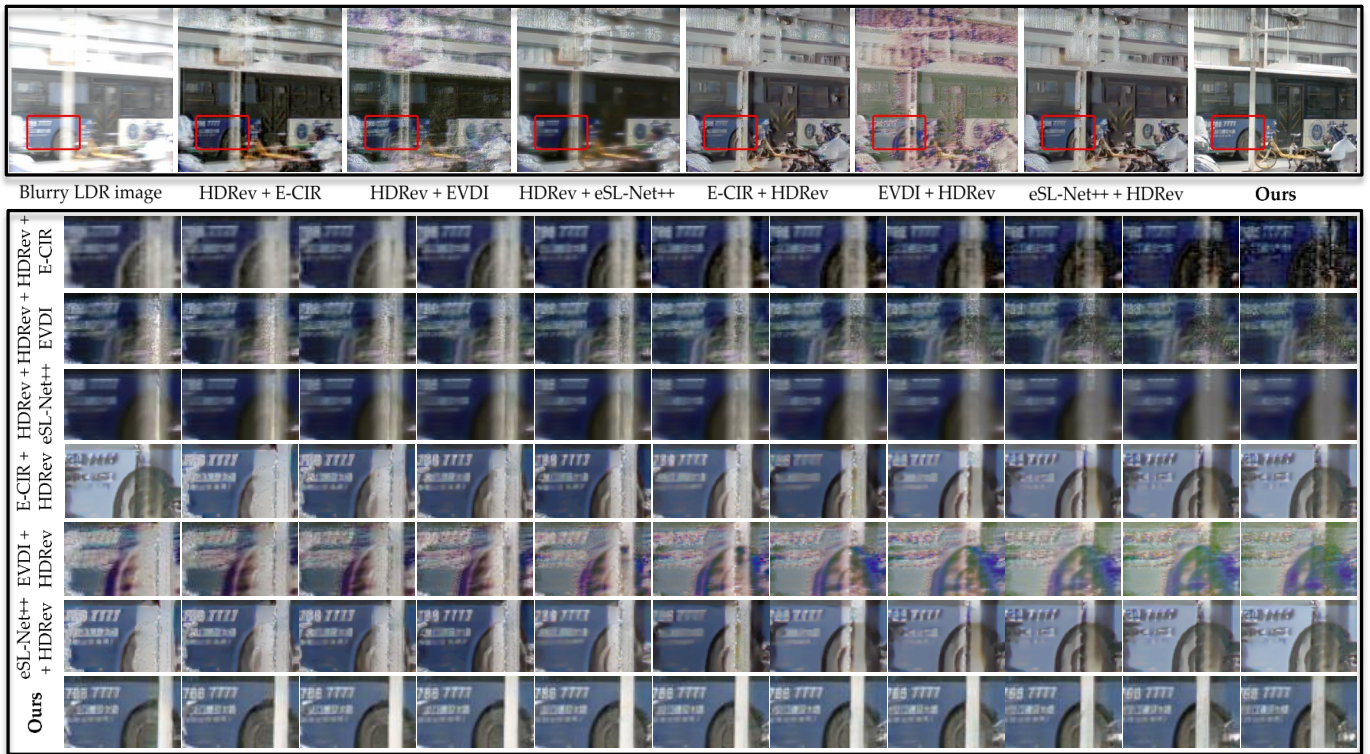 Blurry LDR image
HDRev + E-CIR
HDRev + EVDI
HDRev + eSL-Net++
E-CIR + HDRev
EVDI + HDRev
eSL-Net++ + HDRev
Ours
HDRev +
E-CIR
HDRev +
EVDI
HDRev +
eSL-Net++
E-CIR +
HDRev
EVDI +
HDRev
eSL-Net++
+ HDRev
Ours